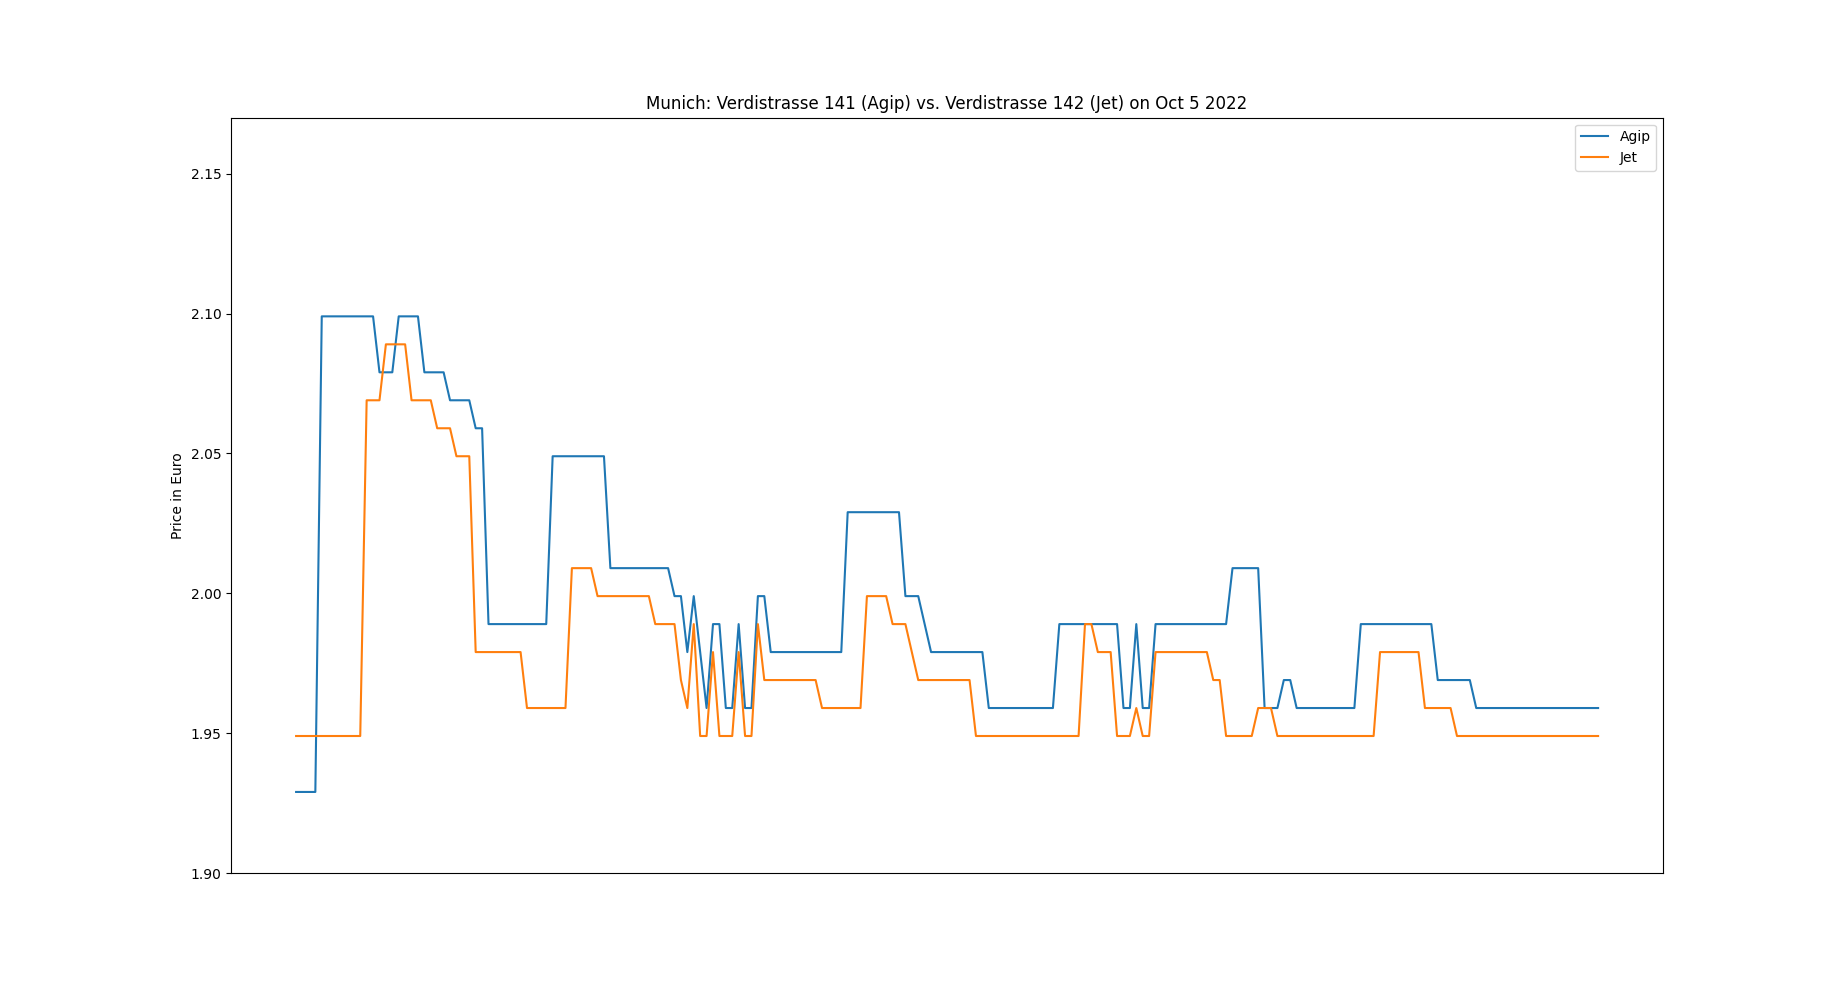 Munich: Verdistrasse 141 (Agip) vs. Verdistrasse 142 (Jet) on Oct 5 2022
Agip
Jet
Price in Euro
2.15
2.10
2.05
2.00
1.95
1.90